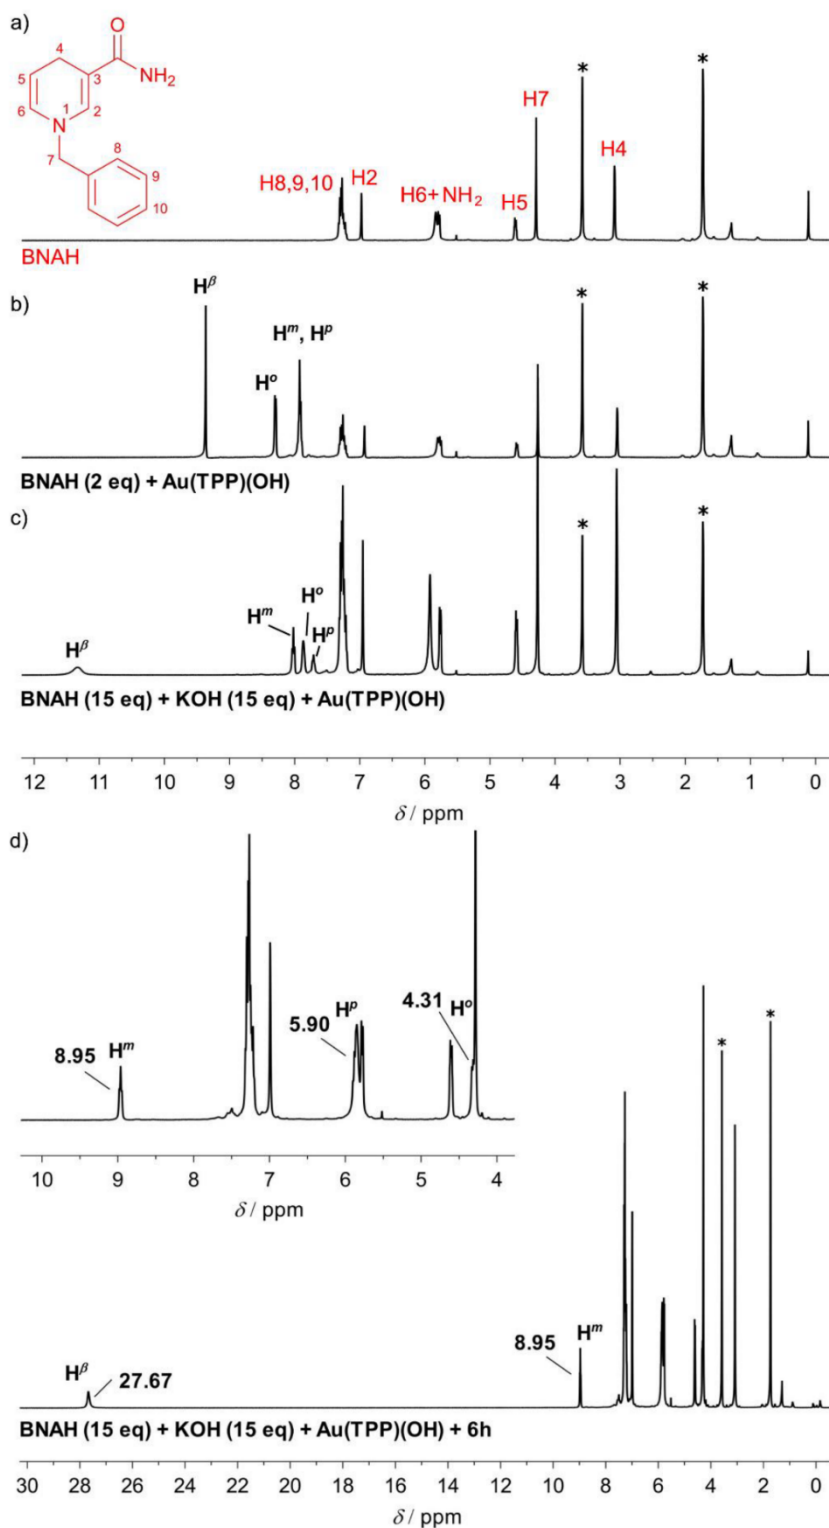 a)
O
4
NH₂
5
3
6
1
2
N
7
8
9
10
BNAH
H8,9,10
H2
H6+ NH₂
H5
H7
*
H4
*
b)
Hᵝ
Hᵒ
Hᵐ, Hᵖ
*
*
BNAH (2 eq) + Au(TPP)(OH)
c)
Hᵝ
Hᵐ
Hᵒ
Hᵖ
*
*
BNAH (15 eq) + KOH (15 eq) + Au(TPP)(OH)
12 11 10 9 8 7 6 5 4 3 2 1 0
δ / ppm
d)
8.95
Hᵐ
5.90
Hᵖ
4.31
Hᵒ
10 9 8 7 6 5 4
δ / ppm
Hᵝ
27.67
8.95
Hᵐ
*
*
BNAH (15 eq) + KOH (15 eq) + Au(TPP)(OH) + 6h
30 28 26 24 22 20 18 16 14 12 10 8 6 4 2 0
δ / ppm